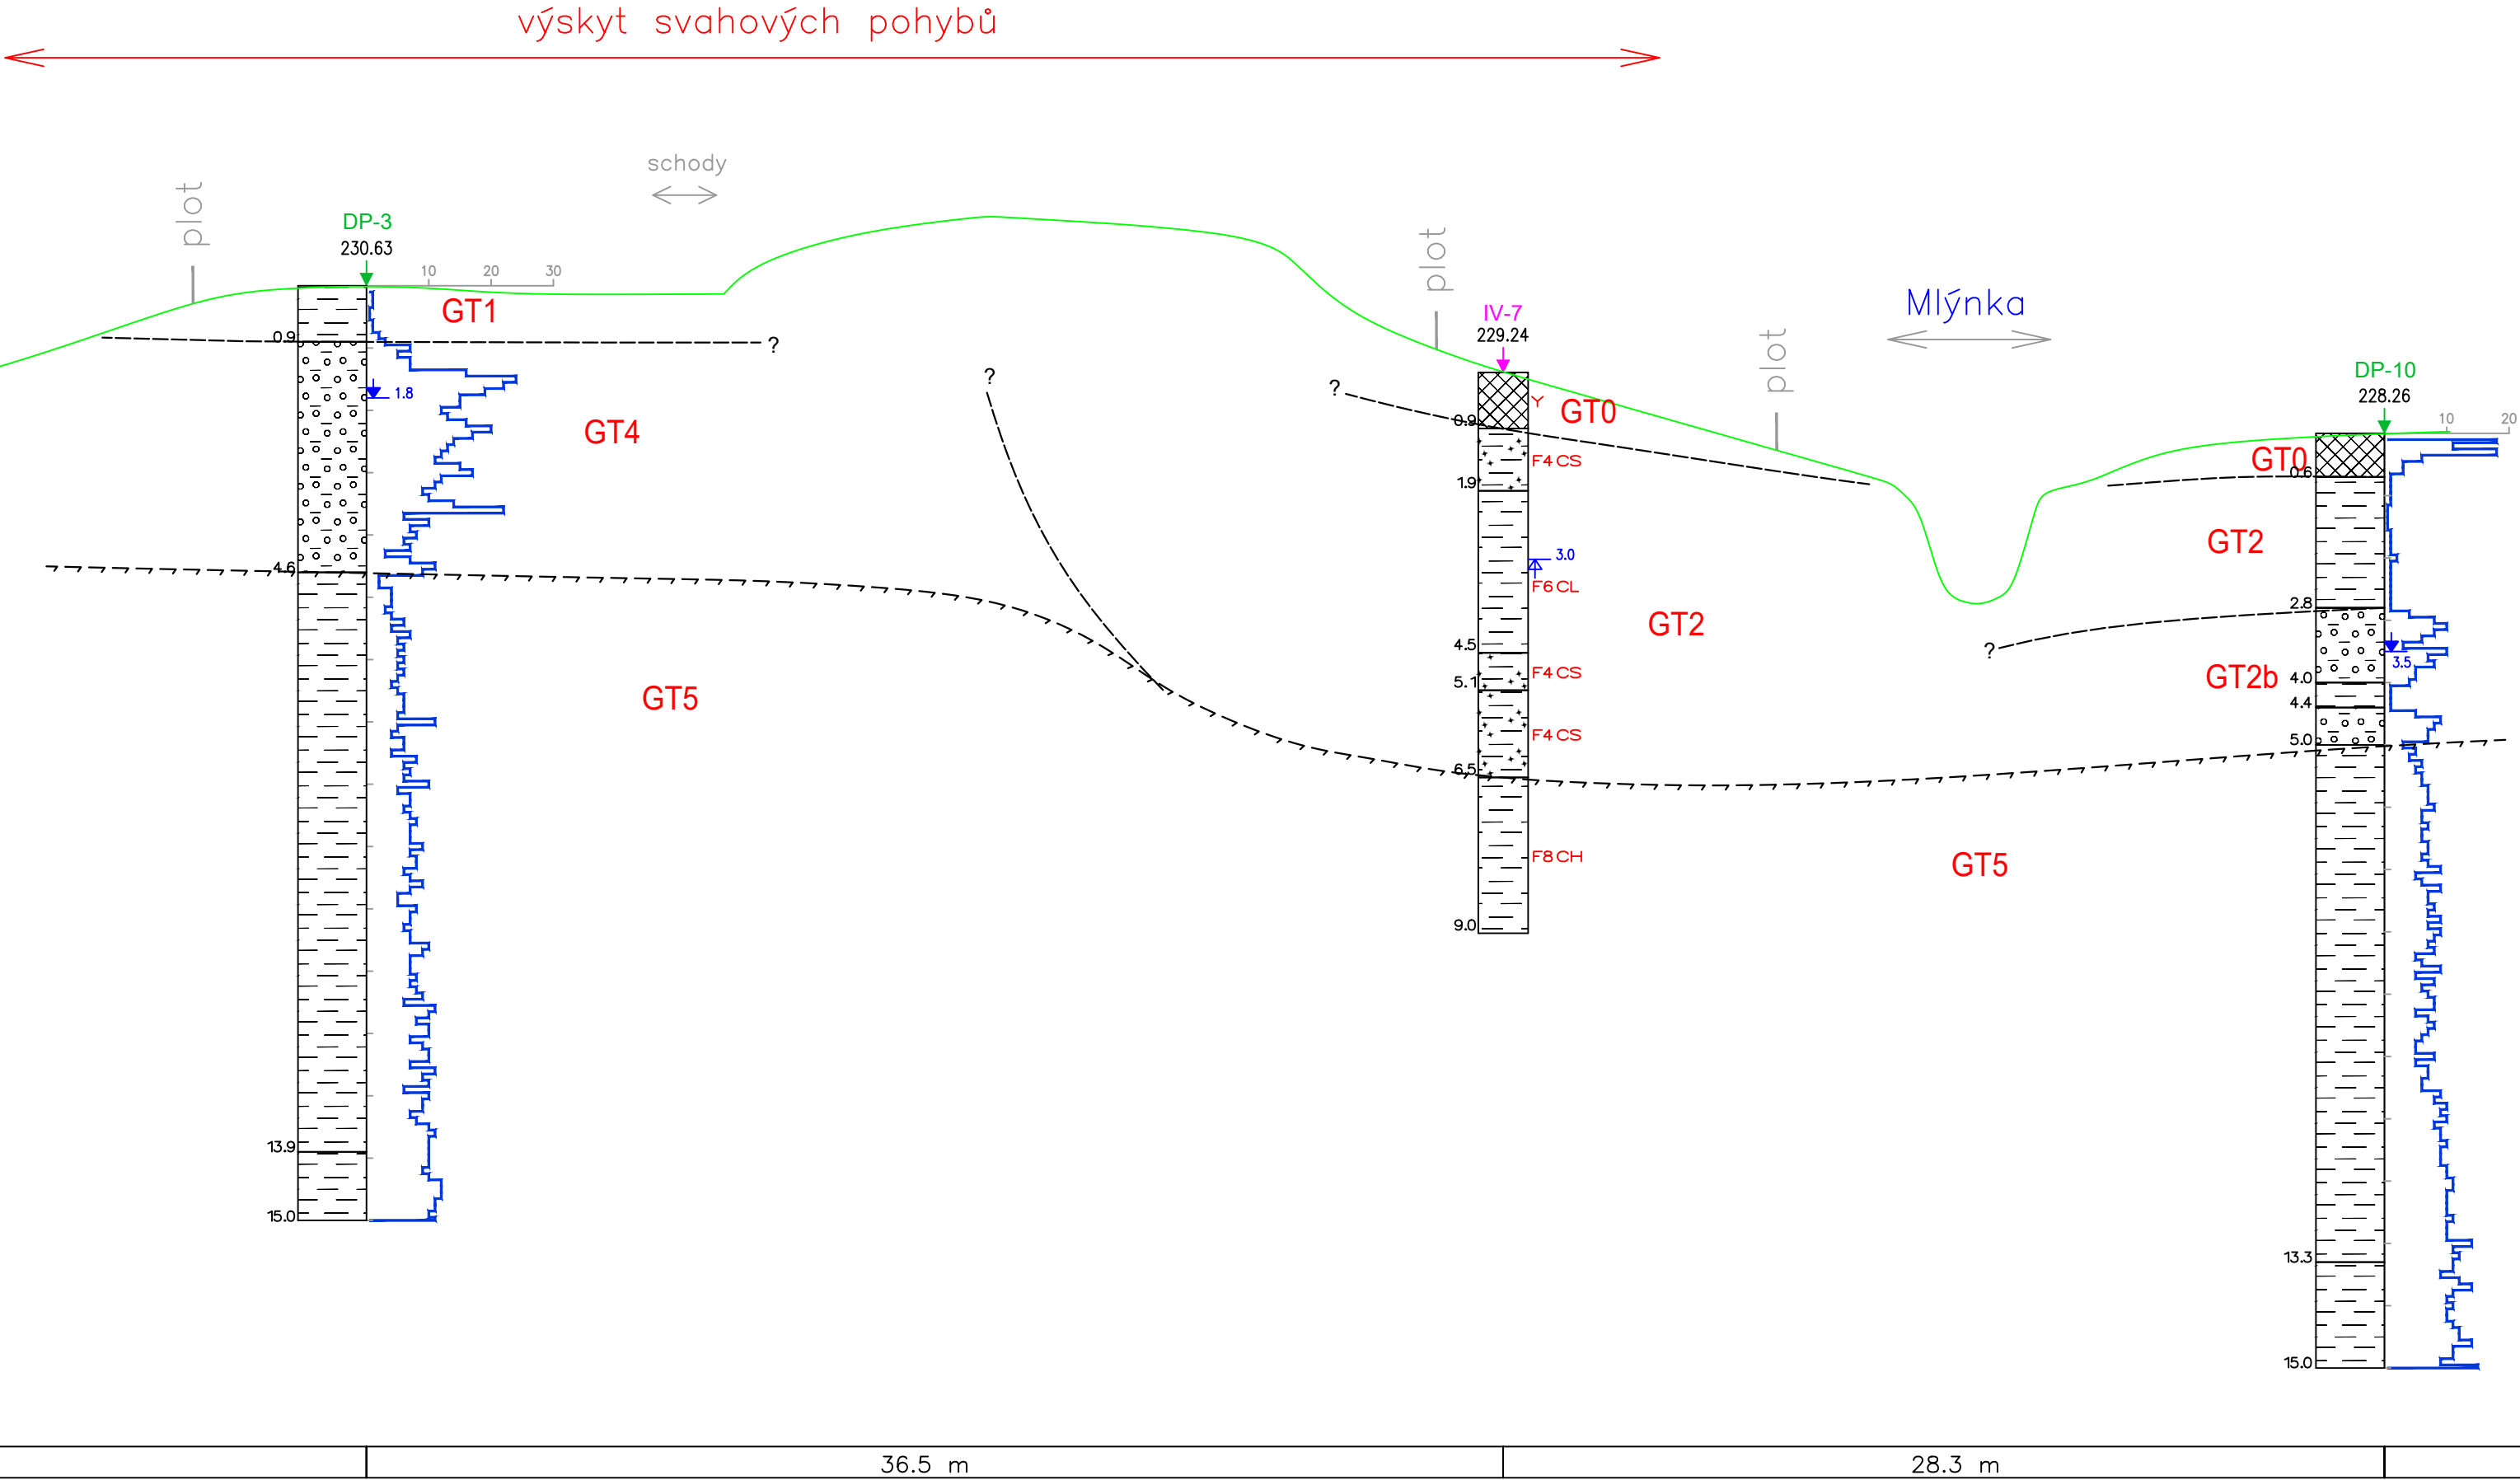 výskyt svahových pohybů
schody
plot
DP-3
230.63
10 20 30
GT1
0.9
?
1.8
GT4
4.6
GT5
13.9
15.0
?
?
plot
IV-7
229.24
Y
GT0
0.9
F4 CS
1.9
3.0
F6 CL
GT2
4.5
F4 CS
5.1
F4 CS
6.5
F8 CH
9.0
plot
Mlýnka
DP-10
228.26
10 20
GT0
0.6
GT2
2.8
?
3.5
GT2b
4.0
4.4
5.0
GT5
13.3
15.0
36.5 m
28.3 m